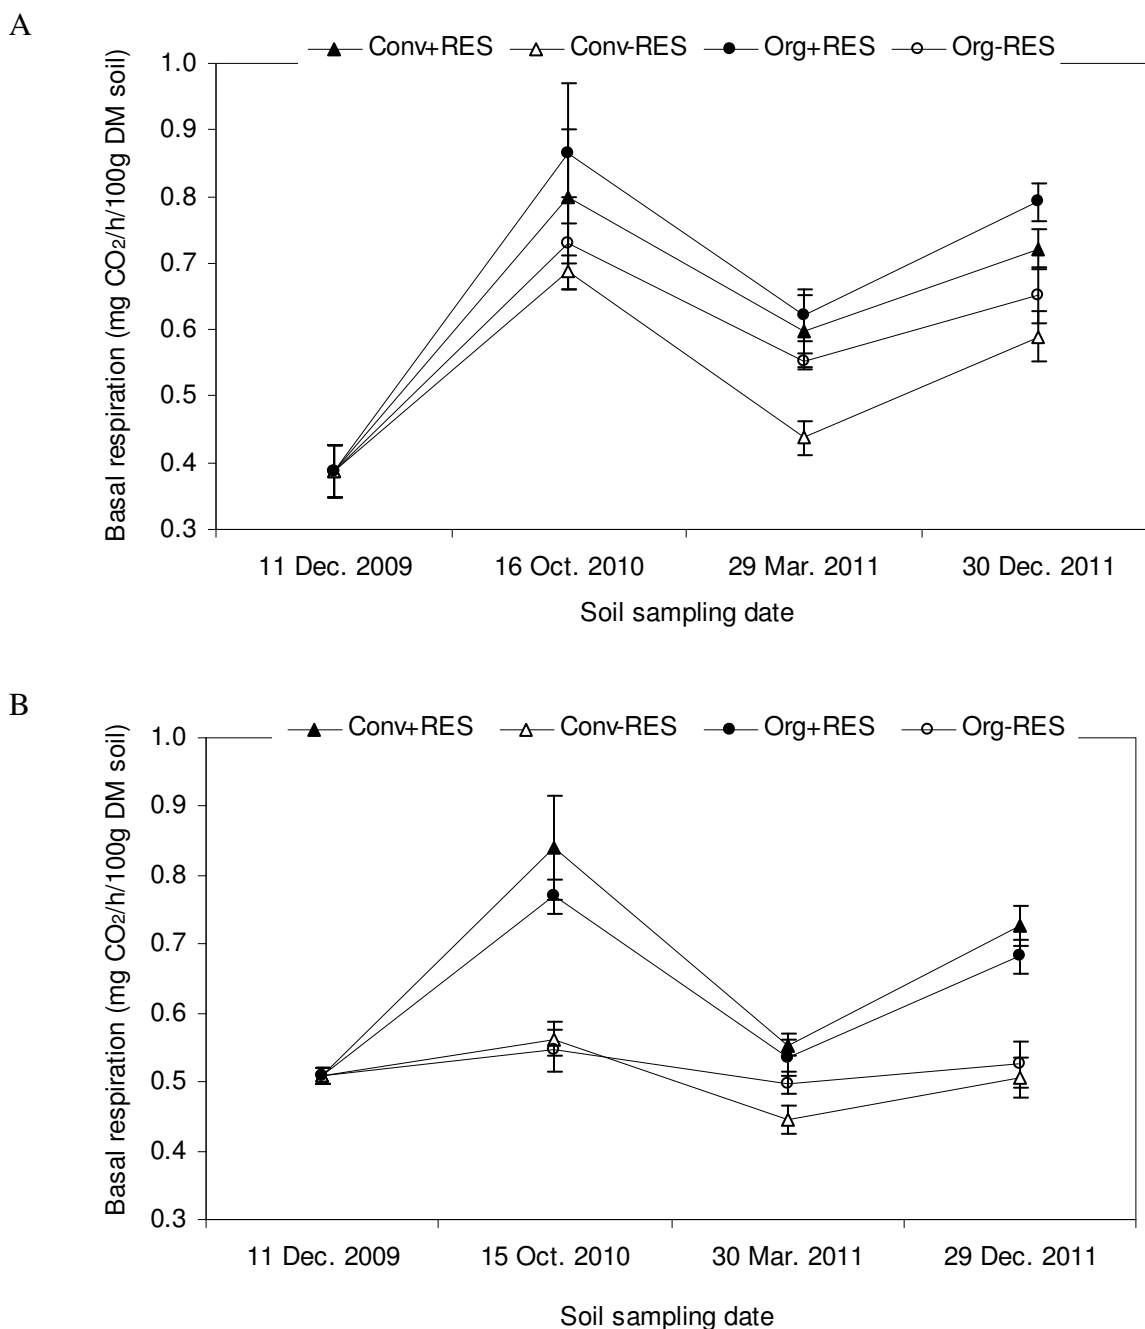 A
Conv+RES Conv-RES Org+RES Org-RES
1.0
0.9
0.8
0.7
0.6
0.5
0.4
0.3
Basal respiration (mg CO₂/h/100g DM soil)
11 Dec. 2009 16 Oct. 2010 29 Mar. 2011 30 Dec. 2011
Soil sampling date
B
Conv+RES Conv-RES Org+RES Org-RES
1.0
0.9
0.8
0.7
0.6
0.5
0.4
0.3
Basal respiration (mg CO₂/h/100g DM soil)
11 Dec. 2009 15 Oct. 2010 30 Mar. 2011 29 Dec. 2011
Soil sampling date